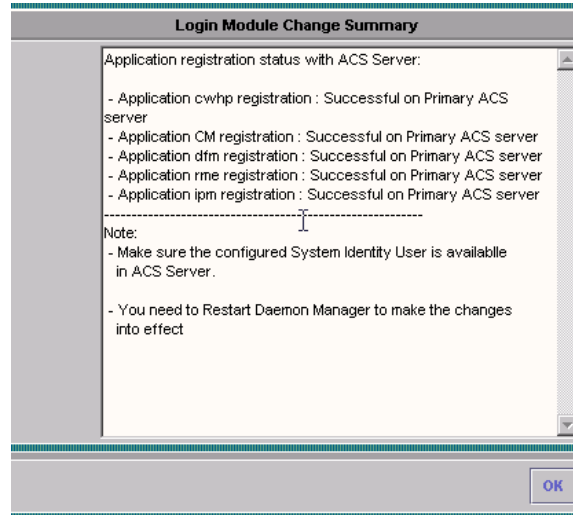 Login Module Change Summary
Application registration status with ACS Server:
- Application cwhp registration : Successful on Primary ACS
server
- Application CM registration : Successful on Primary ACS server
- Application dfm registration : Successful on Primary ACS server
- Application rme registration : Successful on Primary ACS server
- Application ipm registration : Successful on Primary ACS server
----------------------------------------------------------
Note:
- Make sure the configured System Identity User is availablle
in ACS Server.
- You need to Restart Daemon Manager to make the changes
into effect
OK